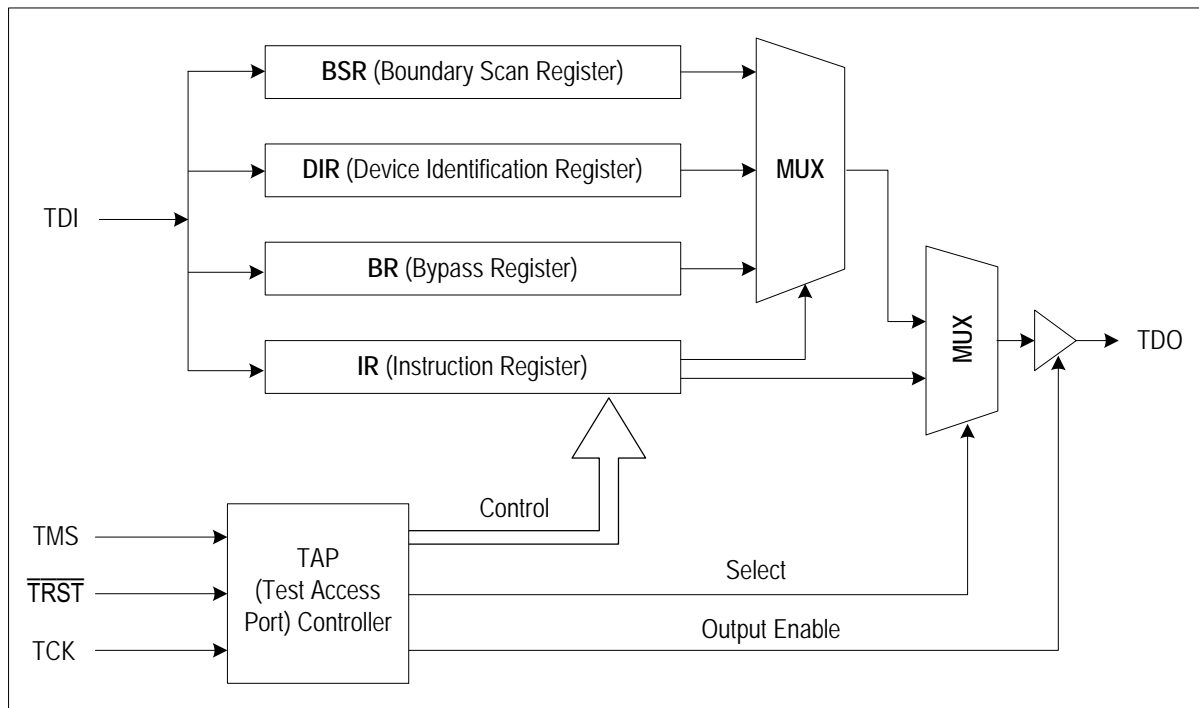 BSR (Boundary Scan Register)
DIR (Device Identification Register)
MUX
TDI
BR (Bypass Register)
MUX
TDO
IR (Instruction Register)
Control
TMS
TAP
(Test Access
Port) Controller
TRST
Select
TCK
Output Enable